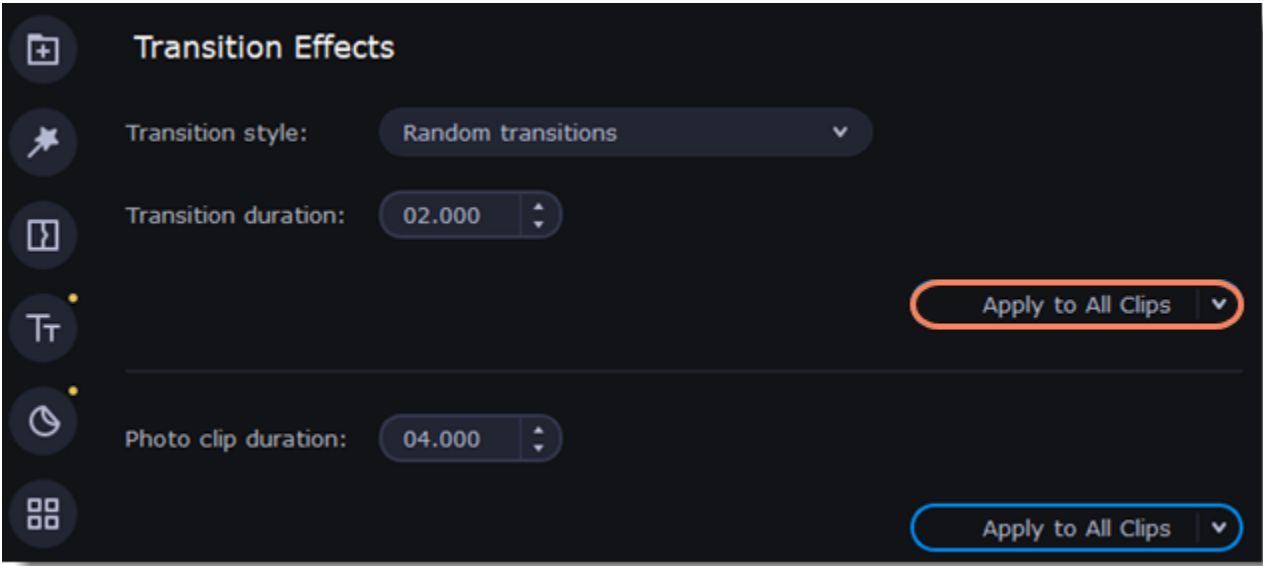 Transition Effects
Transition style: Random transitions
Transition duration: 02.000
Apply to All Clips
Tт
Photo clip duration: 04.000
Apply to All Clips